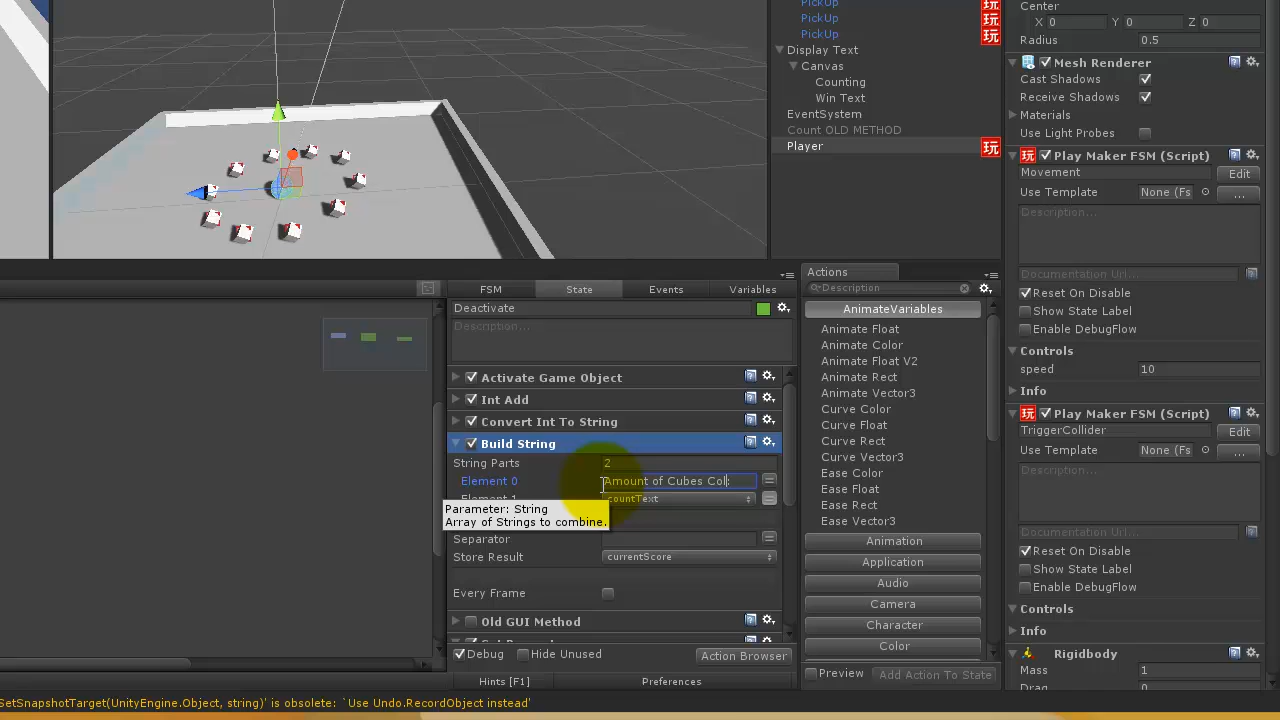 PickUp
PickUp
PickUp
Display Text
Canvas
Counting
Win Text
EventSystem
Count OLD METHOD
Player
玩
玩
玩
玩
Center
X 0 Y 0 Z 0
Radius 0.5
Mesh Renderer
Cast Shadows
Receive Shadows
Materials
Use Light Probes
玩 Play Maker FSM (Script)
Movement Edit
Use Template None (Fs ...
Description...
Documentation Url...
Reset On Disable
Show State Label
Enable DebugFlow
Controls
speed 10
Info
玩 Play Maker FSM (Script)
TriggerCollider Edit
Use Template None (Fs ...
Description...
Documentation Url...
Reset On Disable
Show State Label
Enable DebugFlow
Controls
Info
Rigidbody
Mass 1
Drag 0
FSM State Events Variables
Deactivate
Description...
Activate Game Object
Int Add
Convert Int To String
Build String
String Parts 2
Element 0 Amount of Cubes Col:
Element 1 countText
Parameter: String
Array of Strings to combine.
Separator
Store Result currentScore
Every Frame
Old GUI Method
Debug Hide Unused Action Browser
Hints [F1] Preferences
Actions
Description
AnimateVariables
Animate Float
Animate Color
Animate Float V2
Animate Rect
Animate Vector3
Curve Color
Curve Float
Curve Rect
Curve Vector3
Ease Color
Ease Float
Ease Rect
Ease Vector3
Animation
Application
Audio
Camera
Character
Color
Preview Add Action To State
SetSnapshotTarget(UnityEngine.Object, string)' is obsolete: `Use Undo.RecordObject instead'